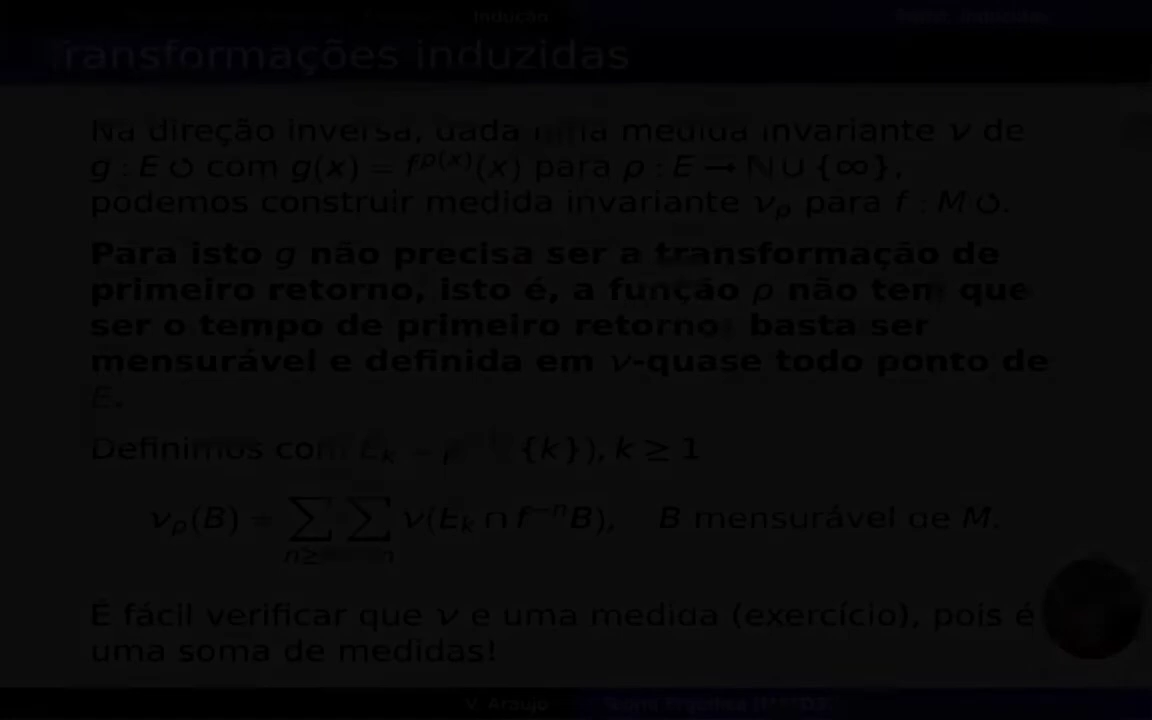 Indução
Transformações induzidas
Na direção inversa, dada uma medida invariante ν de
g : E ↺ com g(x) = f^ρ(x)(x) para ρ : E → ℕ ∪ {∞},
podemos construir medida invariante ν_ρ para f : M ↺.
Para isto g não precisa ser a transformação de
primeiro retorno, isto é, a função ρ não tem que
ser o tempo de primeiro retorno: basta ser
mensurável e definida em ν-quase todo ponto de
E.
Definimos com E_k = {k}), k ≥ 1
ν_ρ(B) = ∑ ∑ ν(E_k ∩ f^−n B), B mensurável de M.
É fácil verificar que ν é uma medida (exercício), pois é
uma soma de medidas!
V. Araujo